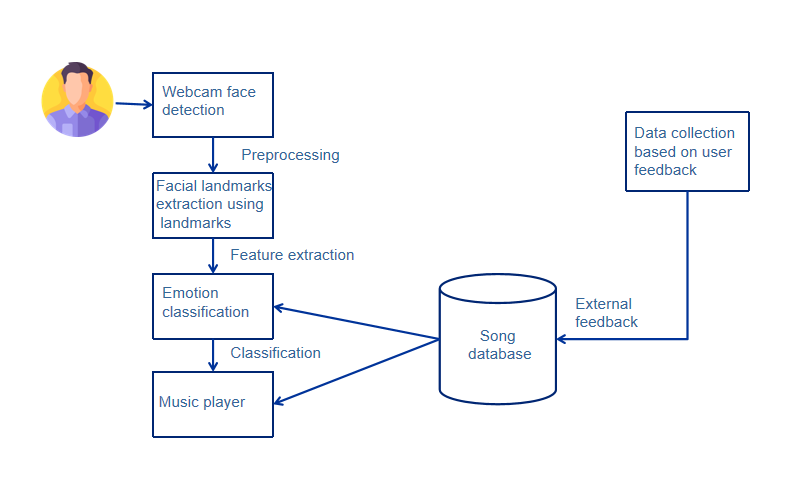 Webcam face
detection
Preprocessing
Facial landmarks
extraction using
landmarks
Feature extraction
Emotion
classification
Classification
Music player
Song
database
External
feedback
Data collection
based on user
feedback